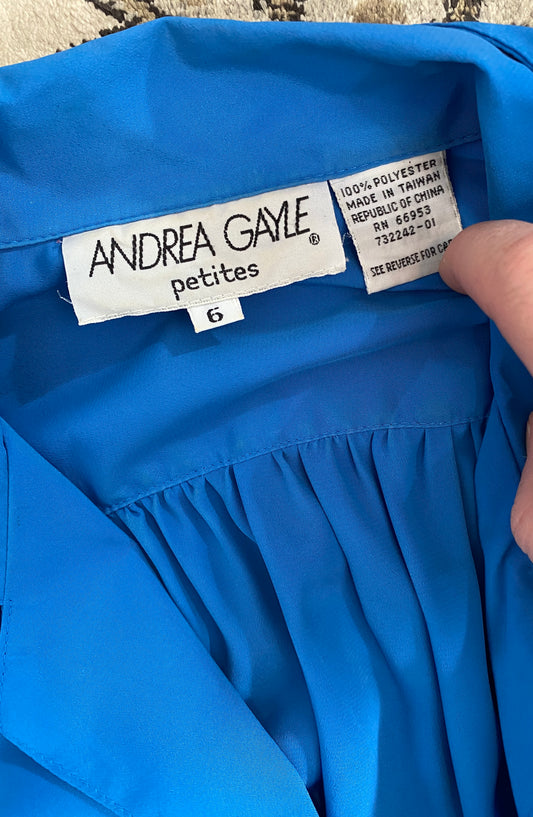 ANDREA GAYLE ®
petites
6
100% POLYESTER
MADE IN TAIWAN
REPUBLIC OF CHINA
RN 66953
732242-01
SEE REVERSE FOR